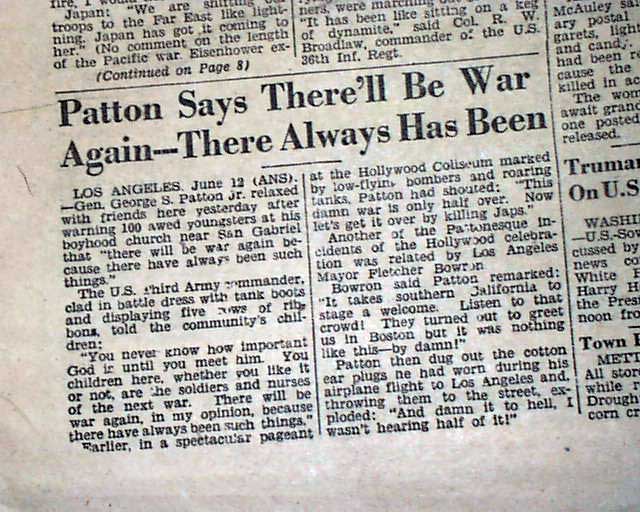 fire, I would
Japan: "We are shifting our
troops to the Far East like light-
ning. Japan has got it coming to
her." (No comment on the length
of the Pacific war. Eisenhower ex-
(Continued on Page 8)
ners, were marching out
"It has been like sitting on a keg
of dynamite," said Col. R. W.
Broadlaw, commander of the U.S.
36th Inf. Regt.
Patton Says There'll Be War
Again—There Always Has Been
LOS ANGELES, June 12 (ANS).
—Gen. George S. Patton Jr. relaxed
with friends here yesterday after
warning 100 awed youngsters at his
boyhood church near San Gabriel
that "there will be war again be-
cause there have always been such
things."
The U.S. Third Army commander,
clad in battle dress with tank boots
and displaying five rows of rib-
bons, told the community's chil-
dren:
"You never know how important
God is until you meet him. You
children here, whether you like it
or not, are the soldiers and nurses
of the next war. There will be
war again, in my opinion, because
there have always been such things."
Earlier, in a spectacular pageant
at the Hollywood Coliseum marked
by low-flying bombers and roaring
tanks, Patton had shouted: "This
damn war is only half over. Now
let's get it over by killing Japs."
Another of the Pattonesque in-
cidents of the Hollywood celebra-
tion was related by Los Angeles
Mayor Fletcher Bowron
Bowron said Patton remarked:
"It takes southern California to
stage a welcome. Listen to that
crowd! They turned out to greet
us in Boston but it was nothing
like this—by damn!"
Patton then dug out the cotton
ear plugs he had worn during his
airplane flight to Los Angeles and,
throwing them to the street, ex-
ploded: "And damn it to hell, I
wasn't hearing half of it!"
McAuley sa
ary postal
garets, ligh
and candy.
had been r
cause the
killed in a
The wom
await gran
one posted
released.
Truma
On U.S
WASHI
—U.S.-Sov
cussed by
news co
White
Harry H
the Pres
noon fro
Town
METT
All stor
while
Drough
corn c